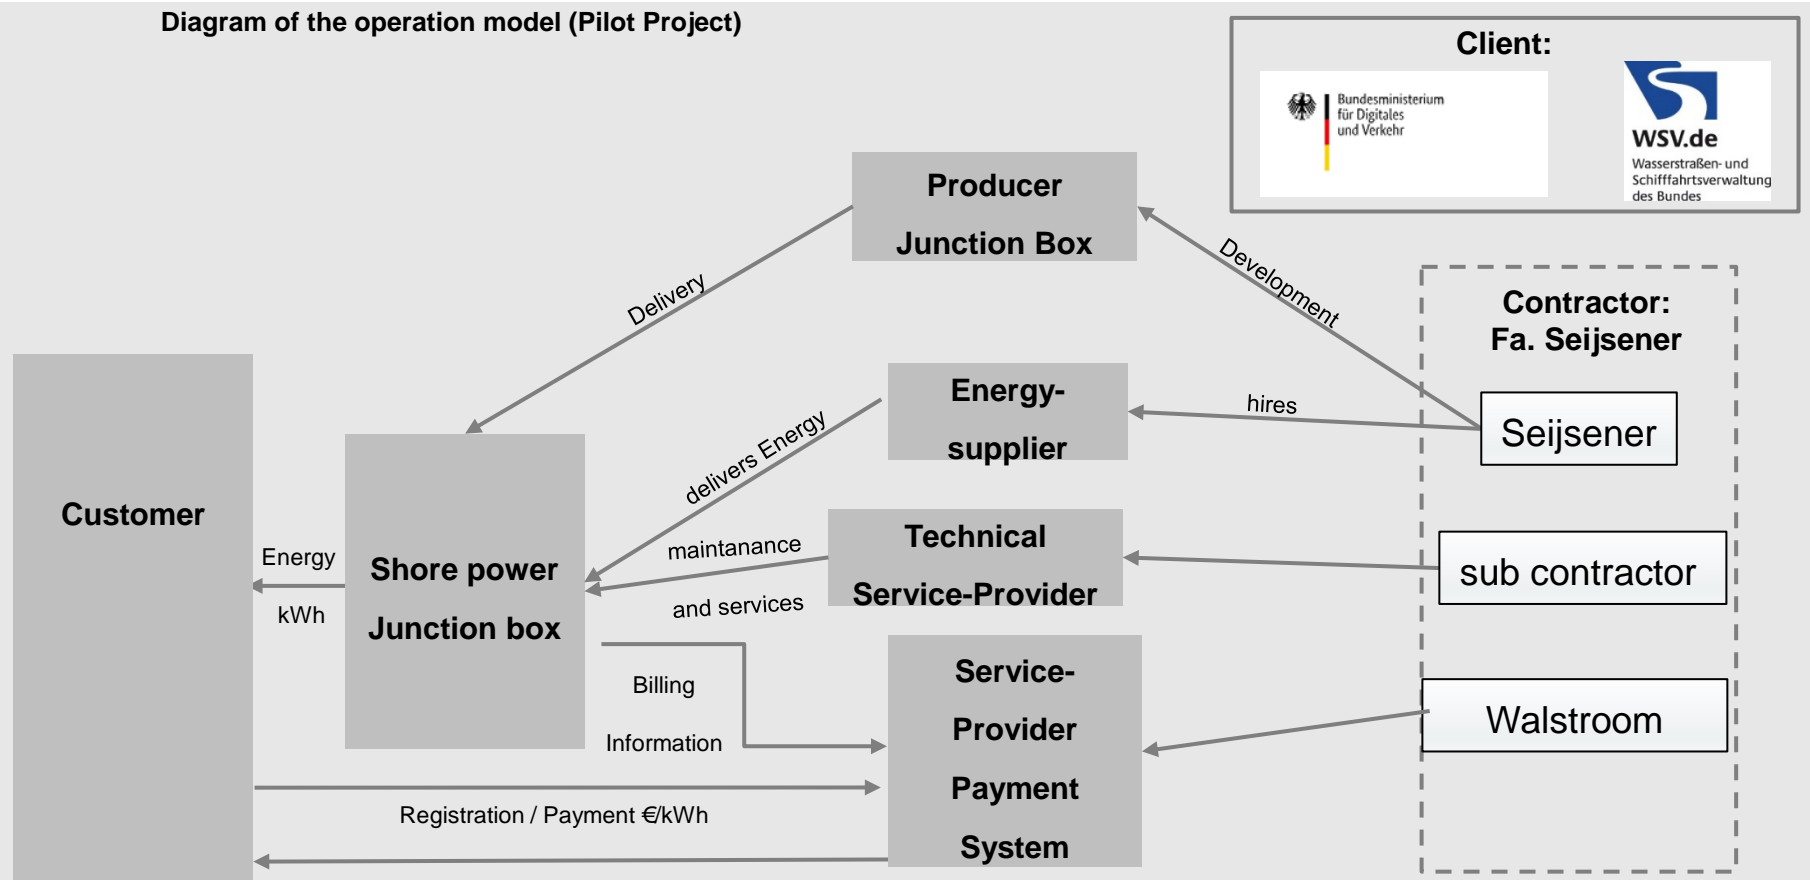 Diagram of the operation model (Pilot Project)
Client:
Bundesministerium
für Digitales
und Verkehr
WSV.de
Wasserstraßen- und
Schifffahrtsverwaltung
des Bundes
Producer
Junction Box
Delivery
Development
Contractor:
Fa. Seijsener
Energy-
supplier
hires
Seijsener
delivers Energy
Customer
Energy
kWh
Shore power
Junction box
maintanance
and services
Technical
Service-Provider
sub contractor
Billing
Information
Service-
Provider
Payment
System
Walstroom
Registration / Payment €/kWh